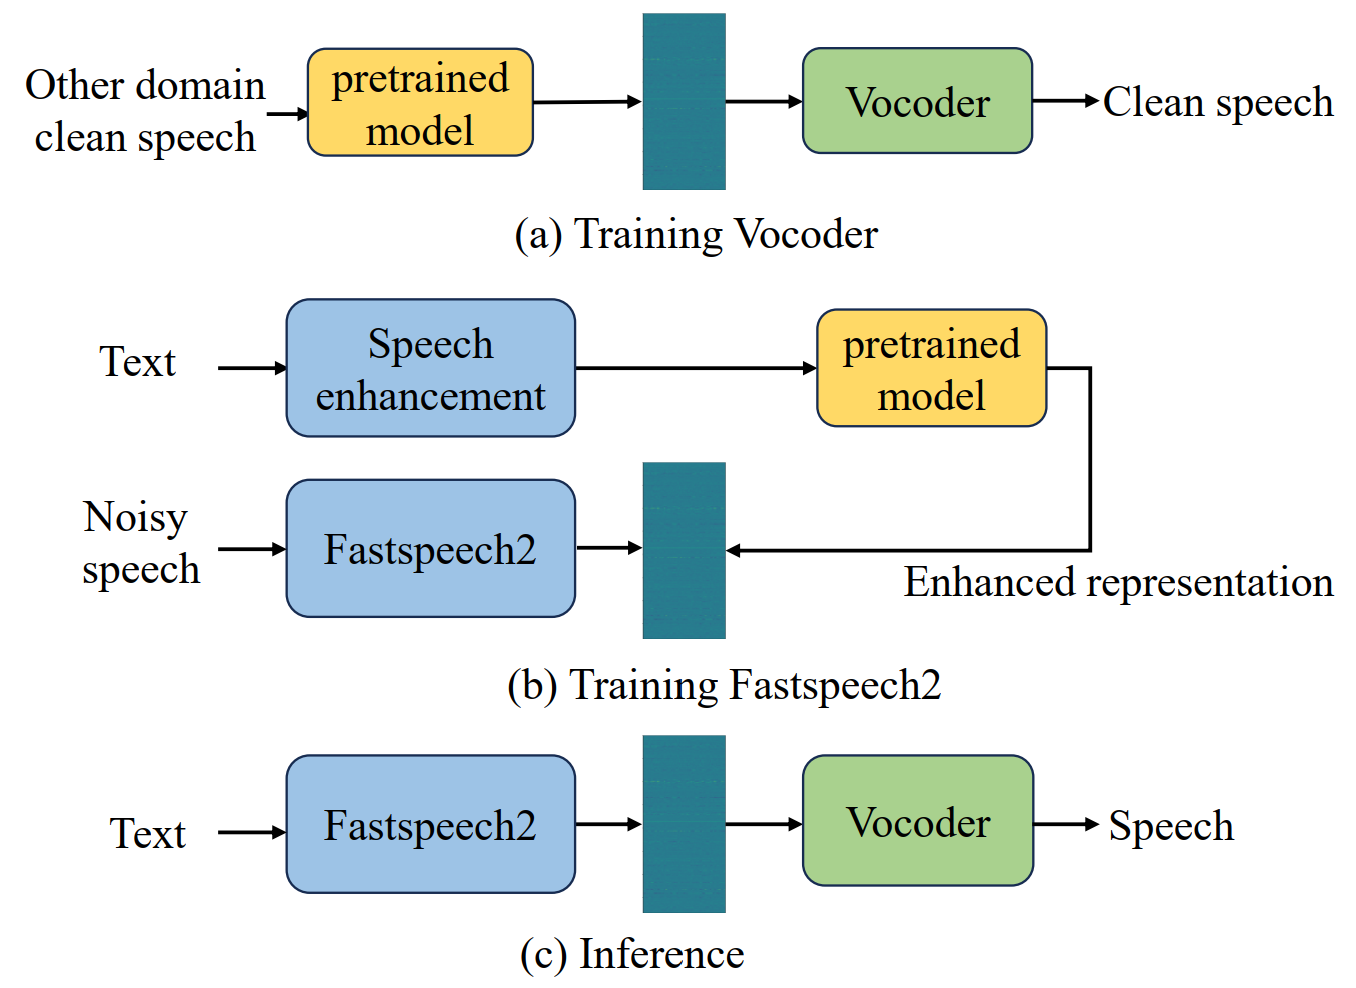 Other domain
clean speech
pretrained
model
Vocoder
Clean speech
(a) Training Vocoder
Text
Speech
enhancement
pretrained
model
Noisy
speech
Fastspeech2
Enhanced representation
(b) Training Fastspeech2
Text
Fastspeech2
Vocoder
Speech
(c) Inference